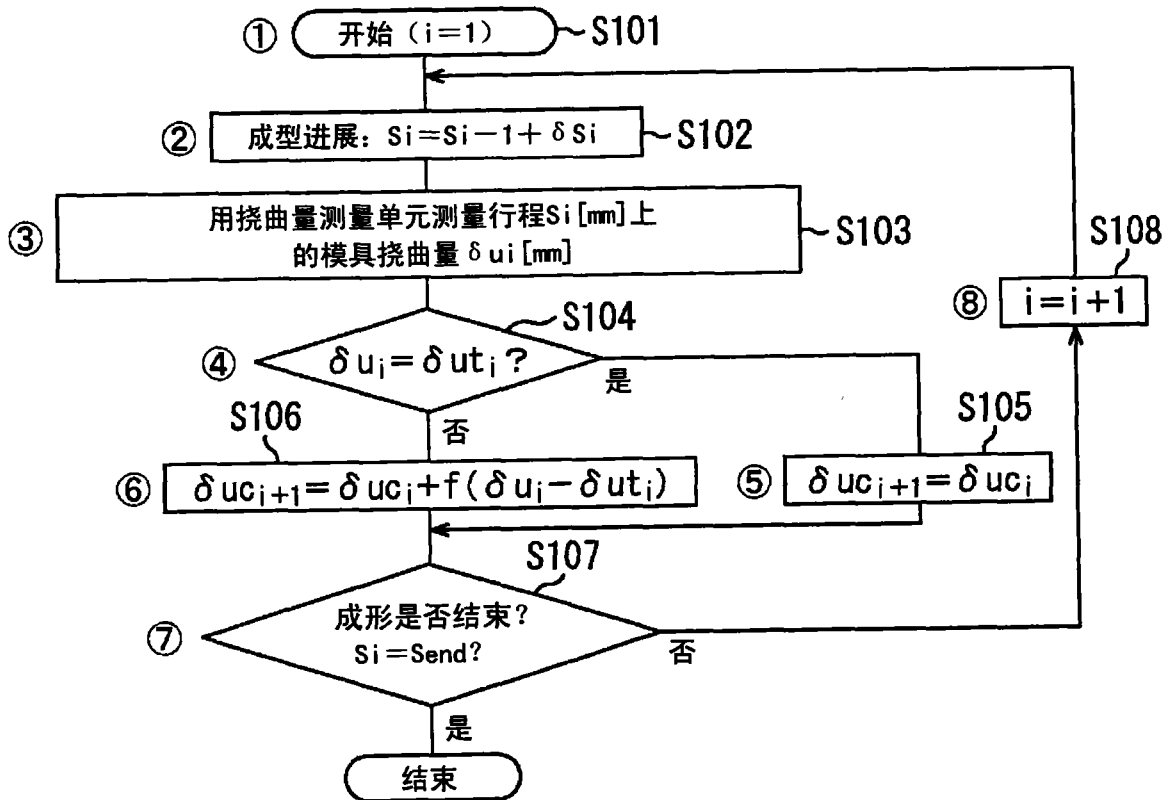 ① 开始（i＝1） S101
② 成型进展：Si＝Si－1＋δSi S102
③ 用挠曲量测量单元测量行程Si[mm]上
的模具挠曲量δui[mm]
S103
S108
⑧ i＝i＋1
S104
④ δuᵢ＝δutᵢ？
是
否
S106
⑥ δucᵢ₊₁＝δucᵢ＋f(δuᵢ－δutᵢ)
S105
⑤ δucᵢ₊₁＝δucᵢ
S107
⑦ 成形是否结束？
Si＝Send？
否
是
结束